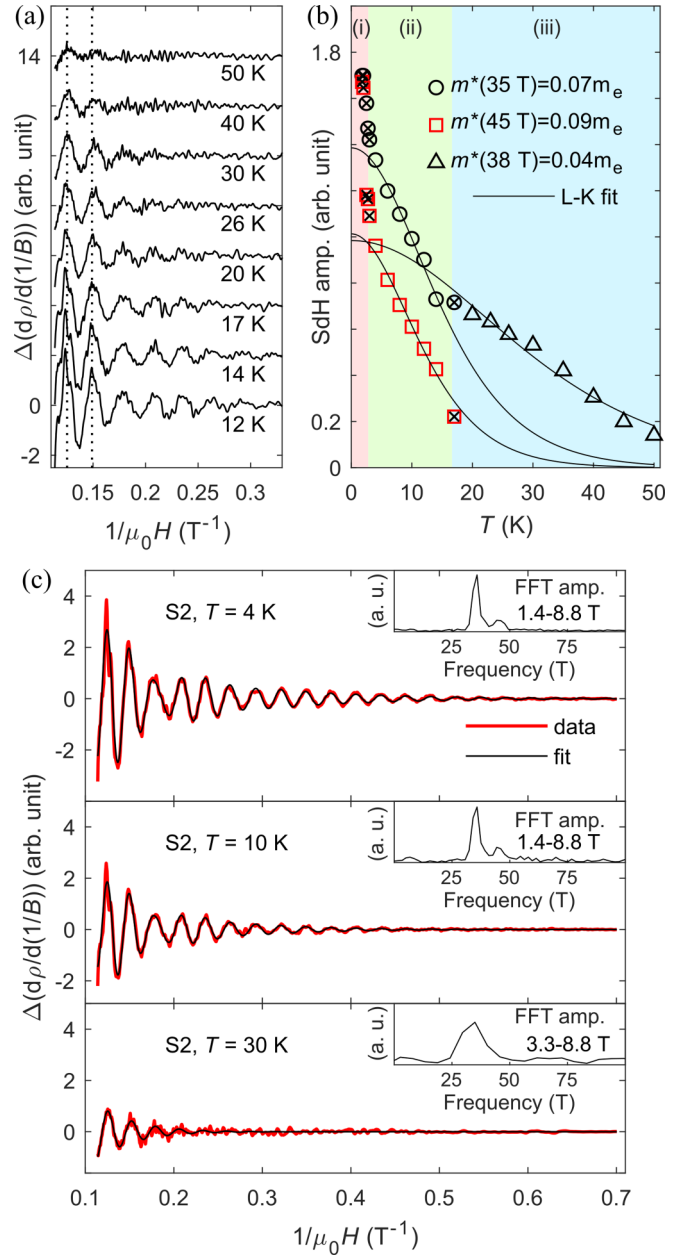 (a)
14
50 K
40 K
30 K
26 K
20 K
17 K
14 K
12 K
0
-2
0.15
0.2
0.25
0.3
1/μ₀H (T⁻¹)
Δ(dρ/d(1/B)) (arb. unit)
(b)
(i)
(ii)
(iii)
1.8
m*(35 T)=0.07mₑ
m*(45 T)=0.09mₑ
m*(38 T)=0.04mₑ
L-K fit
0.2
0
0
10
20
30
40
50
T (K)
SdH amp. (arb. unit)
(c)
4
2
0
-2
S2, T = 4 K
FFT amp.
1.4-8.8 T
(a. u.)
25
50
75
Frequency (T)
data
fit
4
2
0
-2
S2, T = 10 K
FFT amp.
1.4-8.8 T
(a. u.)
25
50
75
Frequency (T)
4
2
0
S2, T = 30 K
FFT amp.
3.3-8.8 T
(a. u.)
25
50
75
Frequency (T)
0.1
0.2
0.3
0.4
0.5
0.6
0.7
1/μ₀H (T⁻¹)
Δ(dρ/d(1/B)) (arb. unit)